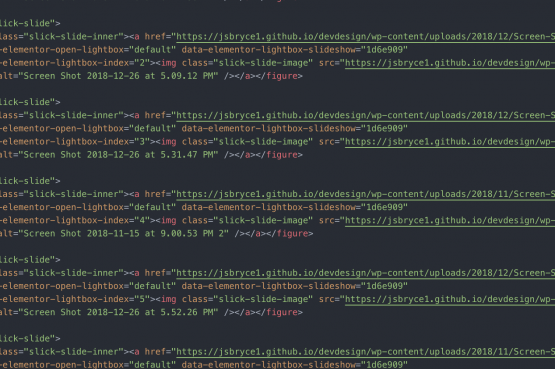 lick-slide">
lass="slick-slide-inner"><a href="https://jsbryce1.github.io/devdesign/wp-content/uploads/2018/12/Screen-S
-elementor-open-lightbox="default" data-elementor-lightbox-slideshow="1d6e909"
-elementor-lightbox-index="2"><img class="slick-slide-image" src="https://jsbryce1.github.io/devdesign/wp-
alt="Screen Shot 2018-12-26 at 5.09.12 PM" /></a></figure>
lick-slide">
lass="slick-slide-inner"><a href="https://jsbryce1.github.io/devdesign/wp-content/uploads/2018/12/Screen-S
-elementor-open-lightbox="default" data-elementor-lightbox-slideshow="1d6e909"
-elementor-lightbox-index="3"><img class="slick-slide-image" src="https://jsbryce1.github.io/devdesign/wp-
alt="Screen Shot 2018-12-26 at 5.31.47 PM" /></a></figure>
lick-slide">
lass="slick-slide-inner"><a href="https://jsbryce1.github.io/devdesign/wp-content/uploads/2018/11/Screen-S
-elementor-open-lightbox="default" data-elementor-lightbox-slideshow="1d6e909"
-elementor-lightbox-index="4"><img class="slick-slide-image" src="https://jsbryce1.github.io/devdesign/wp-
alt="Screen Shot 2018-11-15 at 9.00.53 PM 2" /></a></figure>
lick-slide">
lass="slick-slide-inner"><a href="https://jsbryce1.github.io/devdesign/wp-content/uploads/2018/12/Screen-S
-elementor-open-lightbox="default" data-elementor-lightbox-slideshow="1d6e909"
-elementor-lightbox-index="5"><img class="slick-slide-image" src="https://jsbryce1.github.io/devdesign/wp-
alt="Screen Shot 2018-12-26 at 5.52.26 PM" /></a></figure>
lick-slide">
lass="slick-slide-inner"><a href="https://jsbryce1.github.io/devdesign/wp-content/uploads/2018/11/Screen-S
-elementor-open-lightbox="default" data-elementor-lightbox-slideshow="1d6e909"